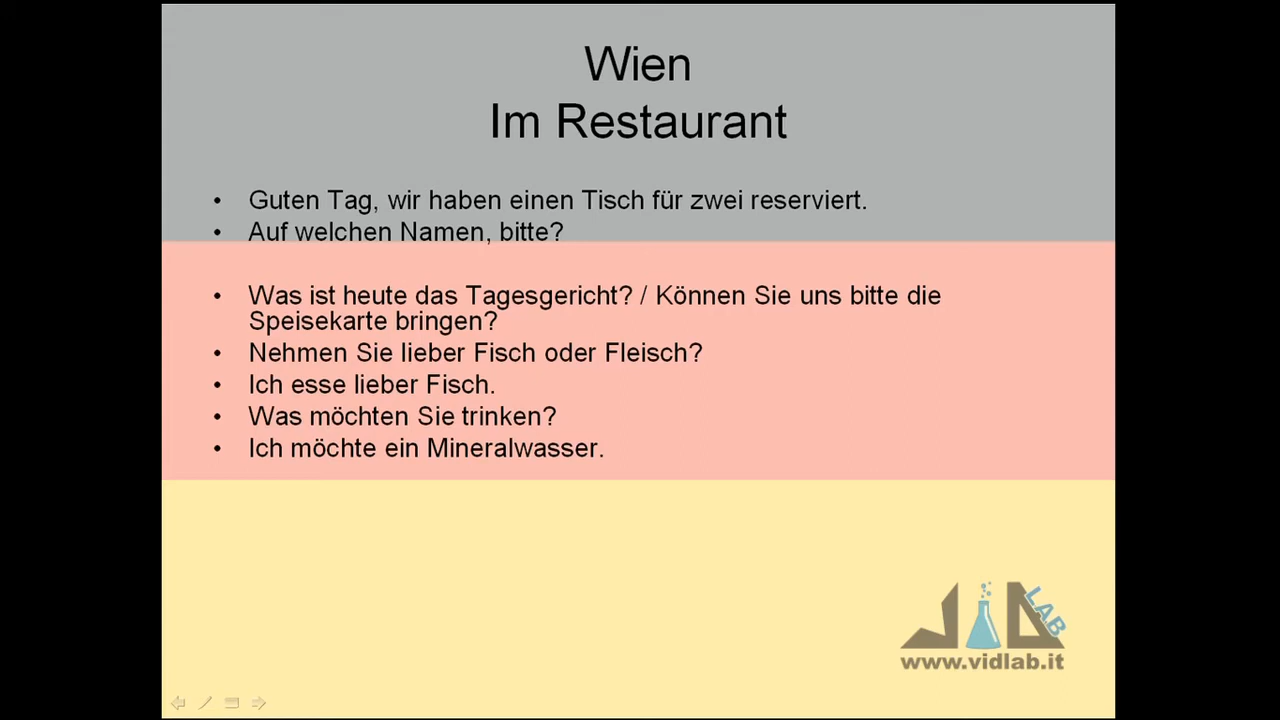 Wien
Im Restaurant
• Guten Tag, wir haben einen Tisch für zwei reserviert.
• Auf welchen Namen, bitte?
• Was ist heute das Tagesgericht? / Können Sie uns bitte die
Speisekarte bringen?
• Nehmen Sie lieber Fisch oder Fleisch?
• Ich esse lieber Fisch.
• Was möchten Sie trinken?
• Ich möchte ein Mineralwasser.
LAB
www.vidlab.it